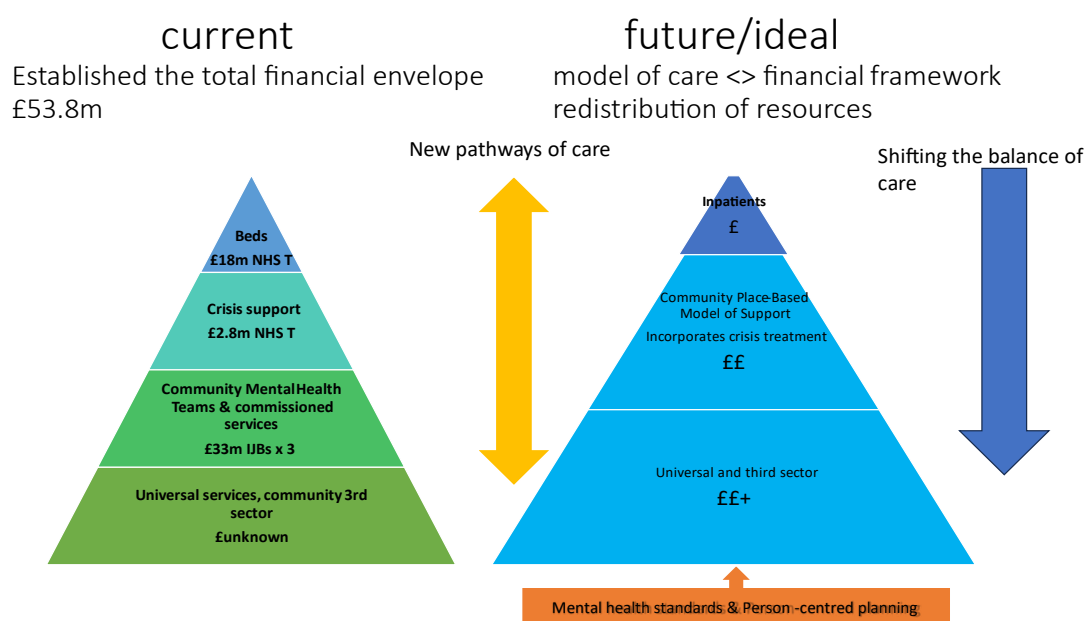 current
Established the total financial envelope
£53.8m
future/ideal
model of care <> financial framework
redistribution of resources
New pathways of care
Shifting the balance of
care
Beds
£18m NHS T
Crisis support
£2.8m NHS T
Community Mental Health
Teams & commissioned
services
£33m IJBs x 3
Universal services, community 3rd
sector
£unknown
Inpatients
£
Community Place-Based
Model of Support
Incorporates crisis treatment
££
Universal and third sector
££+
Mental health standards & Person -centred planning